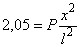 2,05 = P x²/l²